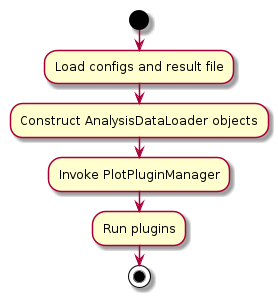 Load configs and result file
Construct AnalysisDataLoader objects
Invoke PlotPluginManager
Run plugins